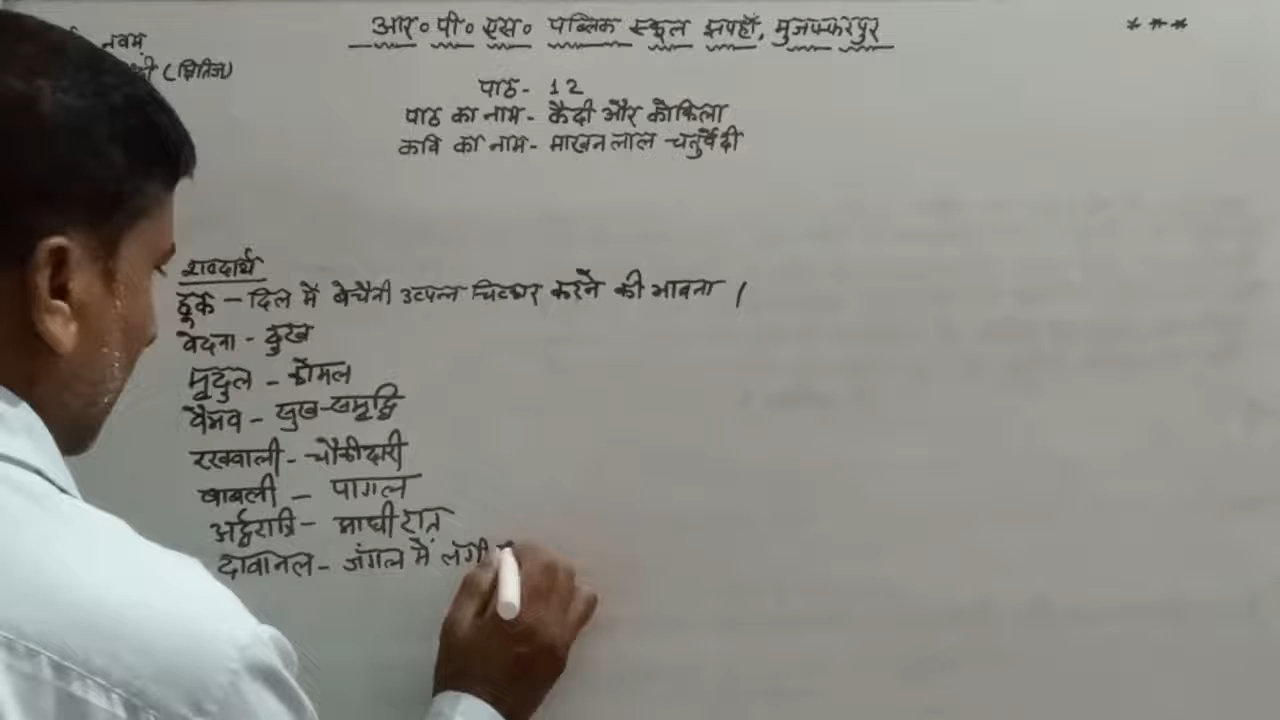 आर॰ पी॰ एस॰ पब्लिक स्कूल झपहाँ, मुजफ्फरपुर
* * *
नवम
(क्षितिज)
पाठ- 12
पाठ का नाम- कैदी और कोकिला
कवि का नाम- माखनलाल चतुर्वेदी
शब्दार्थ
हूक - दिल में बेचैनी उत्पन्न चित्कार करने की भावना ।
वेदना - दुख
मृदुल - कोमल
वैभव - सुख-समृद्धि
रखवाली - चौकीदारी
बावली - पागल
अर्द्धरात्रि - आधी रात
दावानल - जंगल में लगी